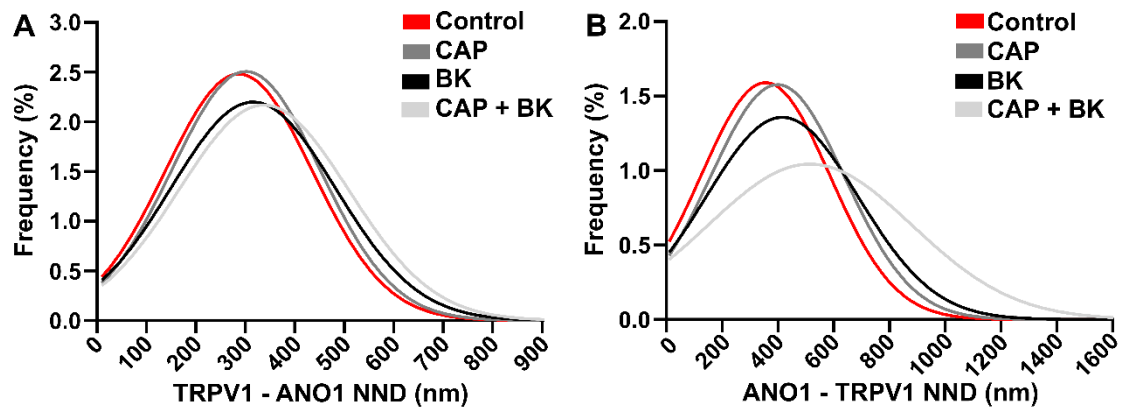 A
Control
CAP
BK
CAP + BK
Frequency (%)
3.0
2.5
2.0
1.5
1.0
0.5
0.0
0 100 200 300 400 500 600 700 800 900
TRPV1 - ANO1 NND (nm)
B
Control
CAP
BK
CAP + BK
Frequency (%)
2.0
1.5
1.0
0.5
0.0
0 200 400 600 800 1000 1200 1400 1600
ANO1 - TRPV1 NND (nm)